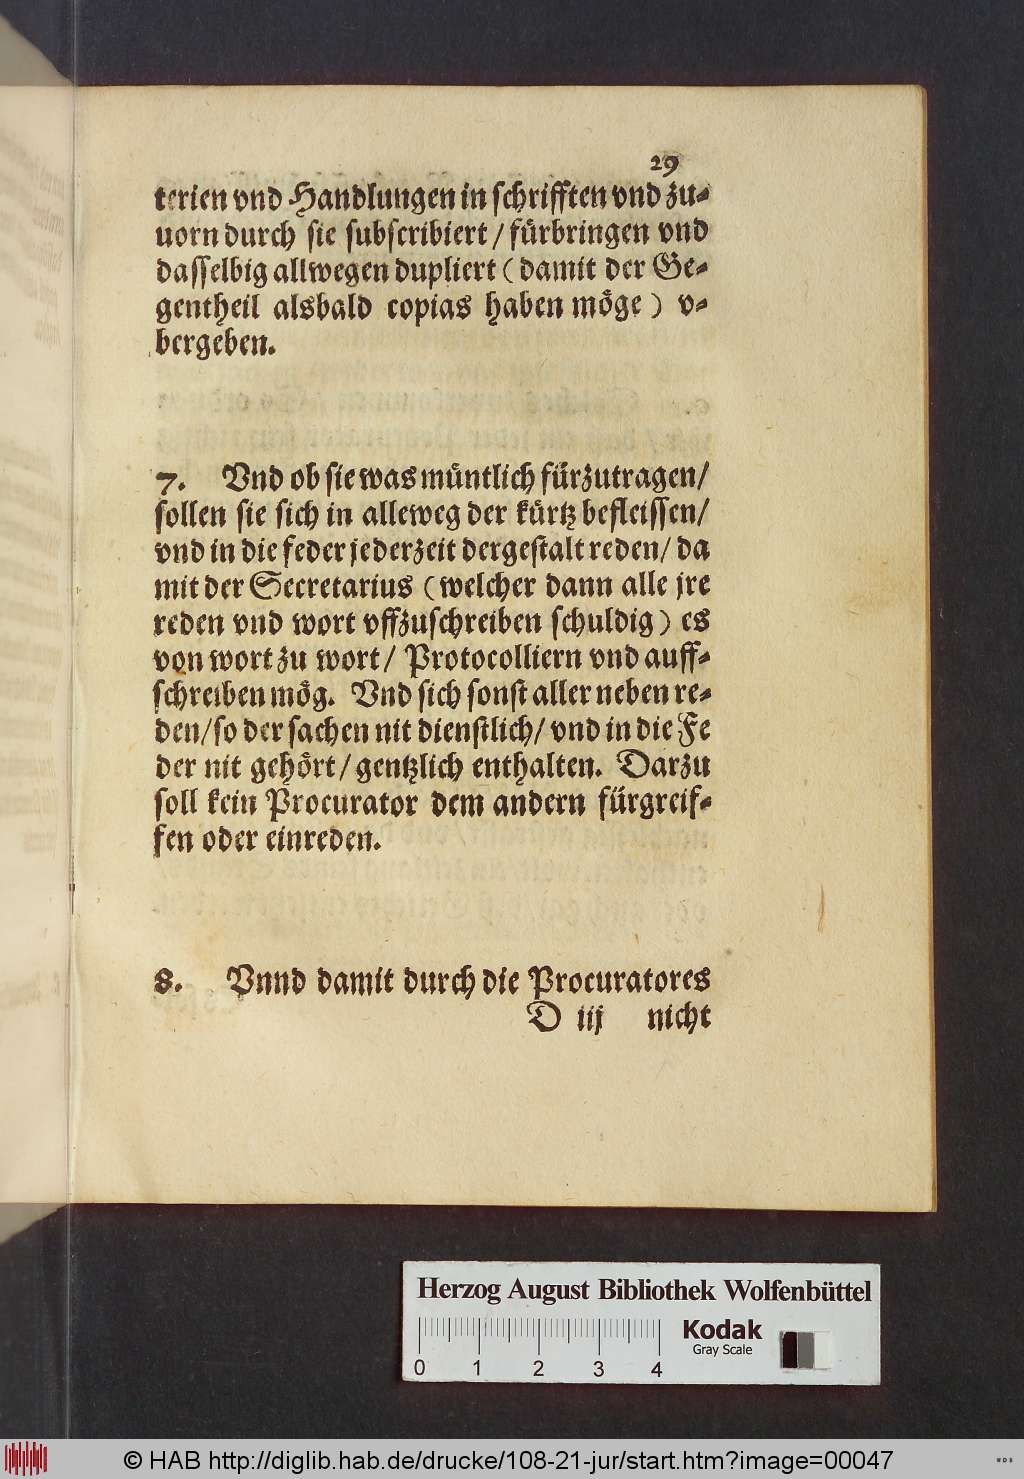 29
terien vnd Handlungen in schrifften vnd zu-
uorn durch sie subscribiert / fürbringen vnd
dasselbig allwegen dupliert ( damit der Ge-
gentheil alsbald copias haben möge ) v-
bergeben.
7. Vnd ob sie was müntlich fürzutragen /
sollen sie sich in alleweg der kürtz befleissen /
vnd in die feder jederzeit dergestalt reden / da
mit der Secretarius ( welcher dann alle jre
reden vnd wort vffzuschreiben schuldig ) es
von wort zu wort / Protocolliern vnd auff-
schreiben mög. Vnd sich sonst aller neben re-
den / so der sachen nit dienstlich / vnd in die Fe
der nit gehört / gentzlich enthalten. Darzu
soll kein Procurator dem andern fürgreif-
fen oder einreden.
8. Vnnd damit durch die Procuratores
D iij nicht
Herzog August Bibliothek Wolfenbüttel
Kodak
Gray Scale
0 1 2 3 4
© HAB http://diglib.hab.de/drucke/108-21-jur/start.htm?image=00047